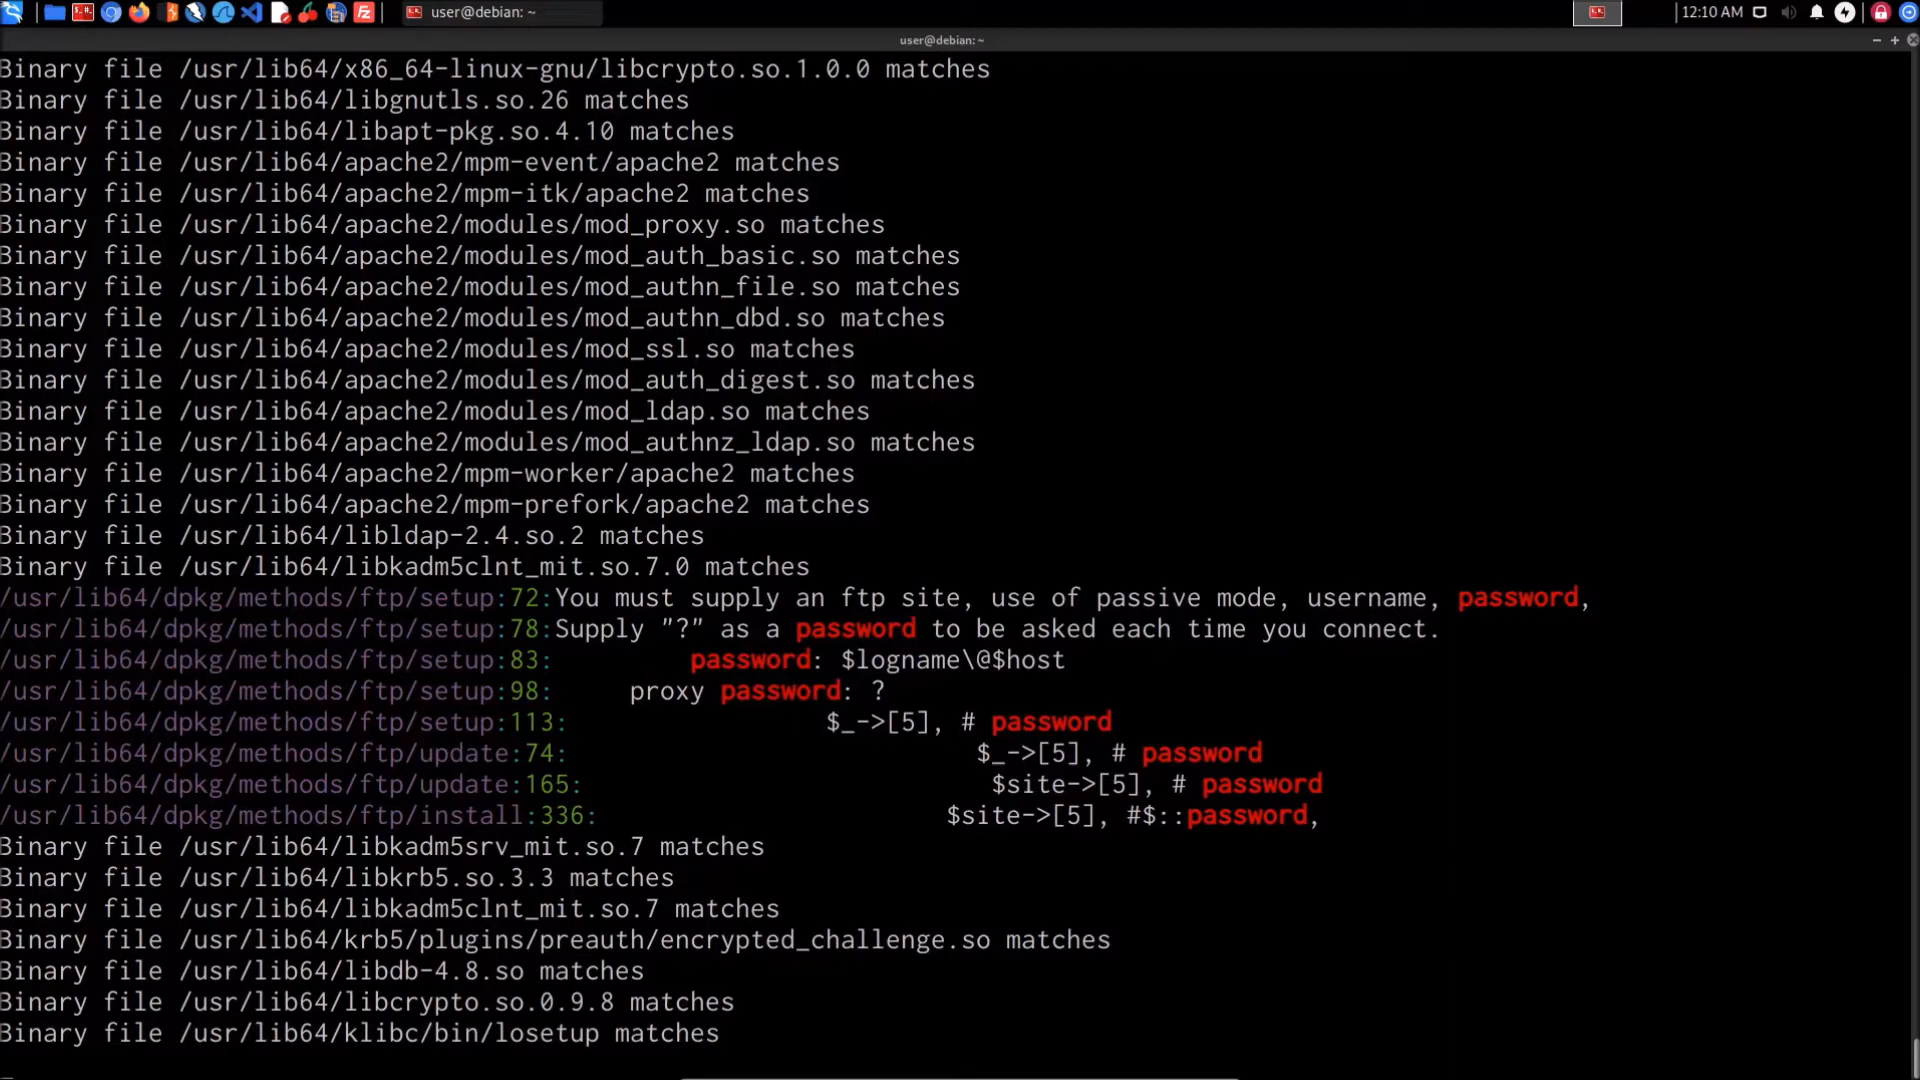 user@debian: ~
12:10 AM
user@debian: ~
Binary file /usr/lib64/x86_64-linux-gnu/libcrypto.so.1.0.0 matches
Binary file /usr/lib64/libgnutls.so.26 matches
Binary file /usr/lib64/libapt-pkg.so.4.10 matches
Binary file /usr/lib64/apache2/mpm-event/apache2 matches
Binary file /usr/lib64/apache2/mpm-itk/apache2 matches
Binary file /usr/lib64/apache2/modules/mod_proxy.so matches
Binary file /usr/lib64/apache2/modules/mod_auth_basic.so matches
Binary file /usr/lib64/apache2/modules/mod_authn_file.so matches
Binary file /usr/lib64/apache2/modules/mod_authn_dbd.so matches
Binary file /usr/lib64/apache2/modules/mod_ssl.so matches
Binary file /usr/lib64/apache2/modules/mod_auth_digest.so matches
Binary file /usr/lib64/apache2/modules/mod_ldap.so matches
Binary file /usr/lib64/apache2/modules/mod_authnz_ldap.so matches
Binary file /usr/lib64/apache2/mpm-worker/apache2 matches
Binary file /usr/lib64/apache2/mpm-prefork/apache2 matches
Binary file /usr/lib64/libldap-2.4.so.2 matches
Binary file /usr/lib64/libkadm5clnt_mit.so.7.0 matches
/usr/lib64/dpkg/methods/ftp/setup:72:You must supply an ftp site, use of passive mode, username, password,
/usr/lib64/dpkg/methods/ftp/setup:78:Supply "?" as a password to be asked each time you connect.
/usr/lib64/dpkg/methods/ftp/setup:83: password: $logname\@$host
/usr/lib64/dpkg/methods/ftp/setup:98: proxy password: ?
/usr/lib64/dpkg/methods/ftp/setup:113: $_->[5], # password
/usr/lib64/dpkg/methods/ftp/update:74: $_->[5], # password
/usr/lib64/dpkg/methods/ftp/update:165: $site->[5], # password
/usr/lib64/dpkg/methods/ftp/install:336: $site->[5], #$::password,
Binary file /usr/lib64/libkadm5srv_mit.so.7 matches
Binary file /usr/lib64/libkrb5.so.3.3 matches
Binary file /usr/lib64/libkadm5clnt_mit.so.7 matches
Binary file /usr/lib64/krb5/plugins/preauth/encrypted_challenge.so matches
Binary file /usr/lib64/libdb-4.8.so matches
Binary file /usr/lib64/libcrypto.so.0.9.8 matches
Binary file /usr/lib64/klibc/bin/losetup matches